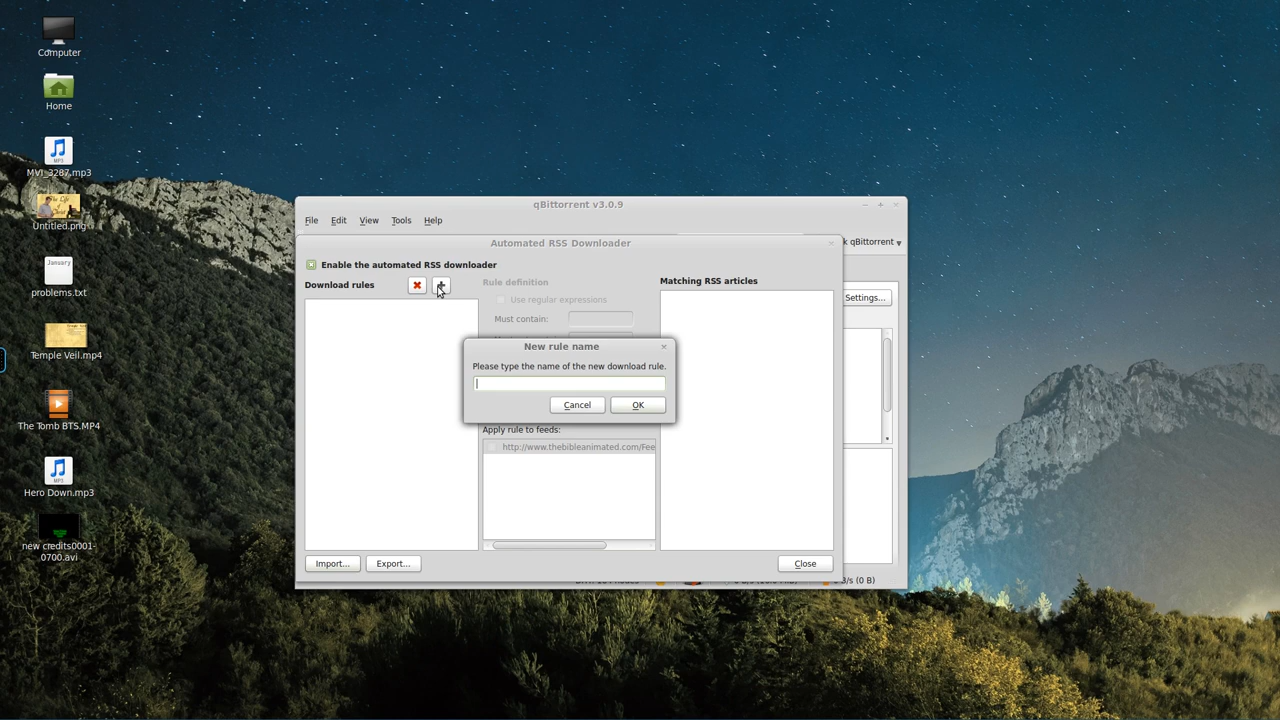 Computer
Home
MVI_3287.mp3
Untitled.png
January
problems.txt
Temple Veil.mp4
The Tomb BTS.MP4
Hero Down.mp3
new credits0001-
0700.avi
qBittorrent v3.0.9
File Edit View Tools Help
k qBittorrent
Automated RSS Downloader
Enable the automated RSS downloader
Download rules
Rule definition
Matching RSS articles
Use regular expressions
Settings...
Must contain:
New rule name
Please type the name of the new download rule.
Cancel OK
Apply rule to feeds:
http://www.thebibleanimated.com/Fee
Import... Export... Close
B/s (0 B)